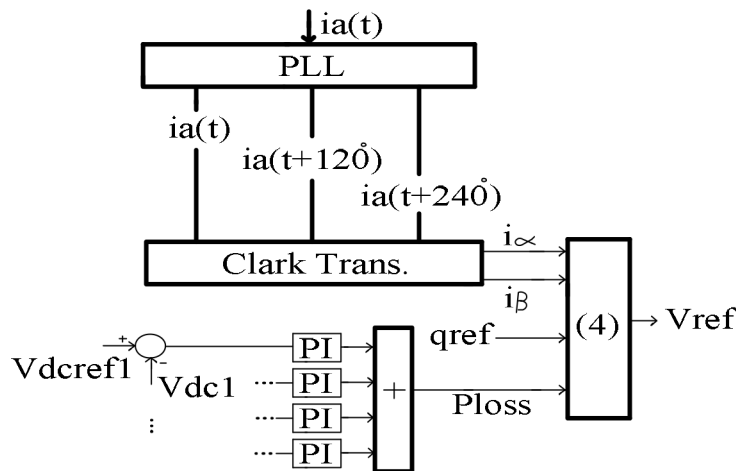 ia(t)
PLL
ia(t)
ia(t+120°)
ia(t+240°)
Clark Trans.
i∝
iβ
qref
(4)
Vref
+
-
Vdcref1
Vdc1
...
PI
...
PI
...
PI
...
PI
+
Ploss